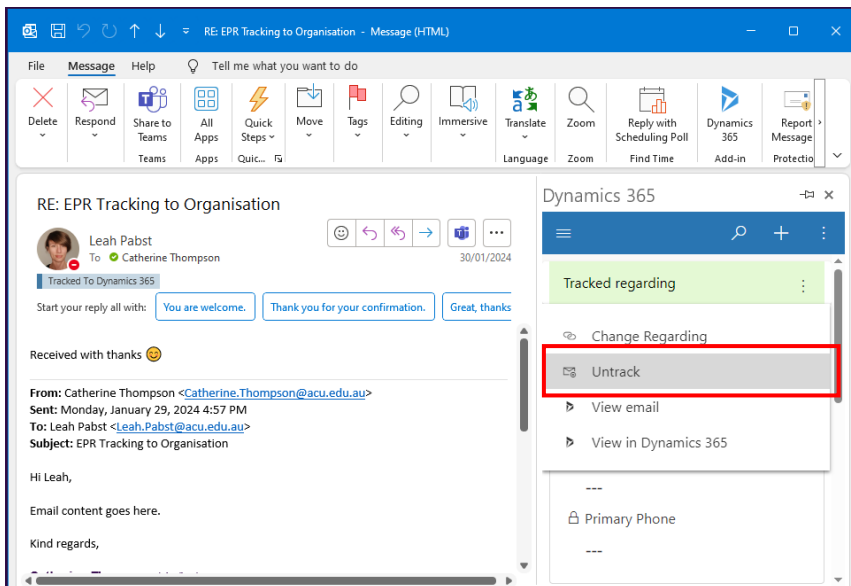 RE: EPR Tracking to Organisation - Message (HTML)
File Message Help Tell me what you want to do
Delete Respond Share to Teams All Apps Quick Steps Move Tags Editing Immersive Translate Zoom Reply with Scheduling Poll Dynamics 365 Report Message
Teams Apps Quic... Language Zoom Find Time Add-in Protectio
RE: EPR Tracking to Organisation
Leah Pabst
To Catherine Thompson
30/01/2024
Tracked To Dynamics 365
Start your reply all with: You are welcome. Thank you for your confirmation. Great, thanks
Received with thanks 😊
From: Catherine Thompson <Catherine.Thompson@acu.edu.au>
Sent: Monday, January 29, 2024 4:57 PM
To: Leah Pabst <Leah.Pabst@acu.edu.au>
Subject: EPR Tracking to Organisation
Hi Leah,
Email content goes here.
Kind regards,
Dynamics 365
Tracked regarding
Change Regarding
Untrack
View email
View in Dynamics 365
---
Primary Phone
---